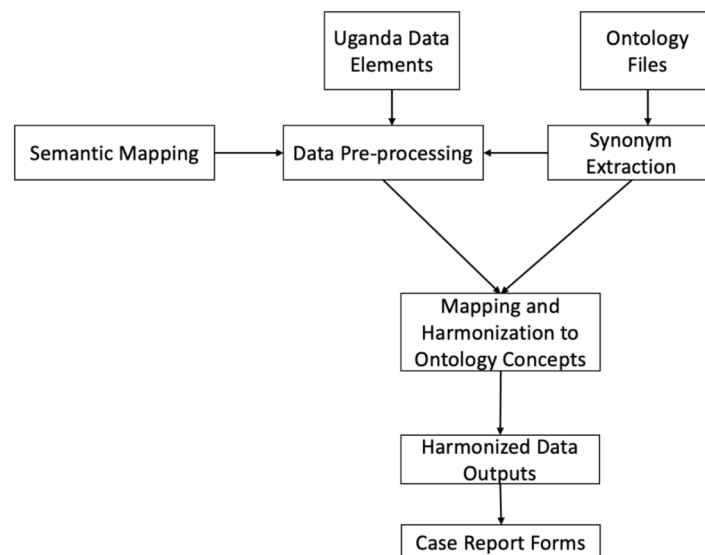 Uganda Data
Elements
Ontology
Files
Semantic Mapping
Data Pre-processing
Synonym
Extraction
Mapping and
Harmonization to
Ontology Concepts
Harmonized Data
Outputs
Case Report Forms